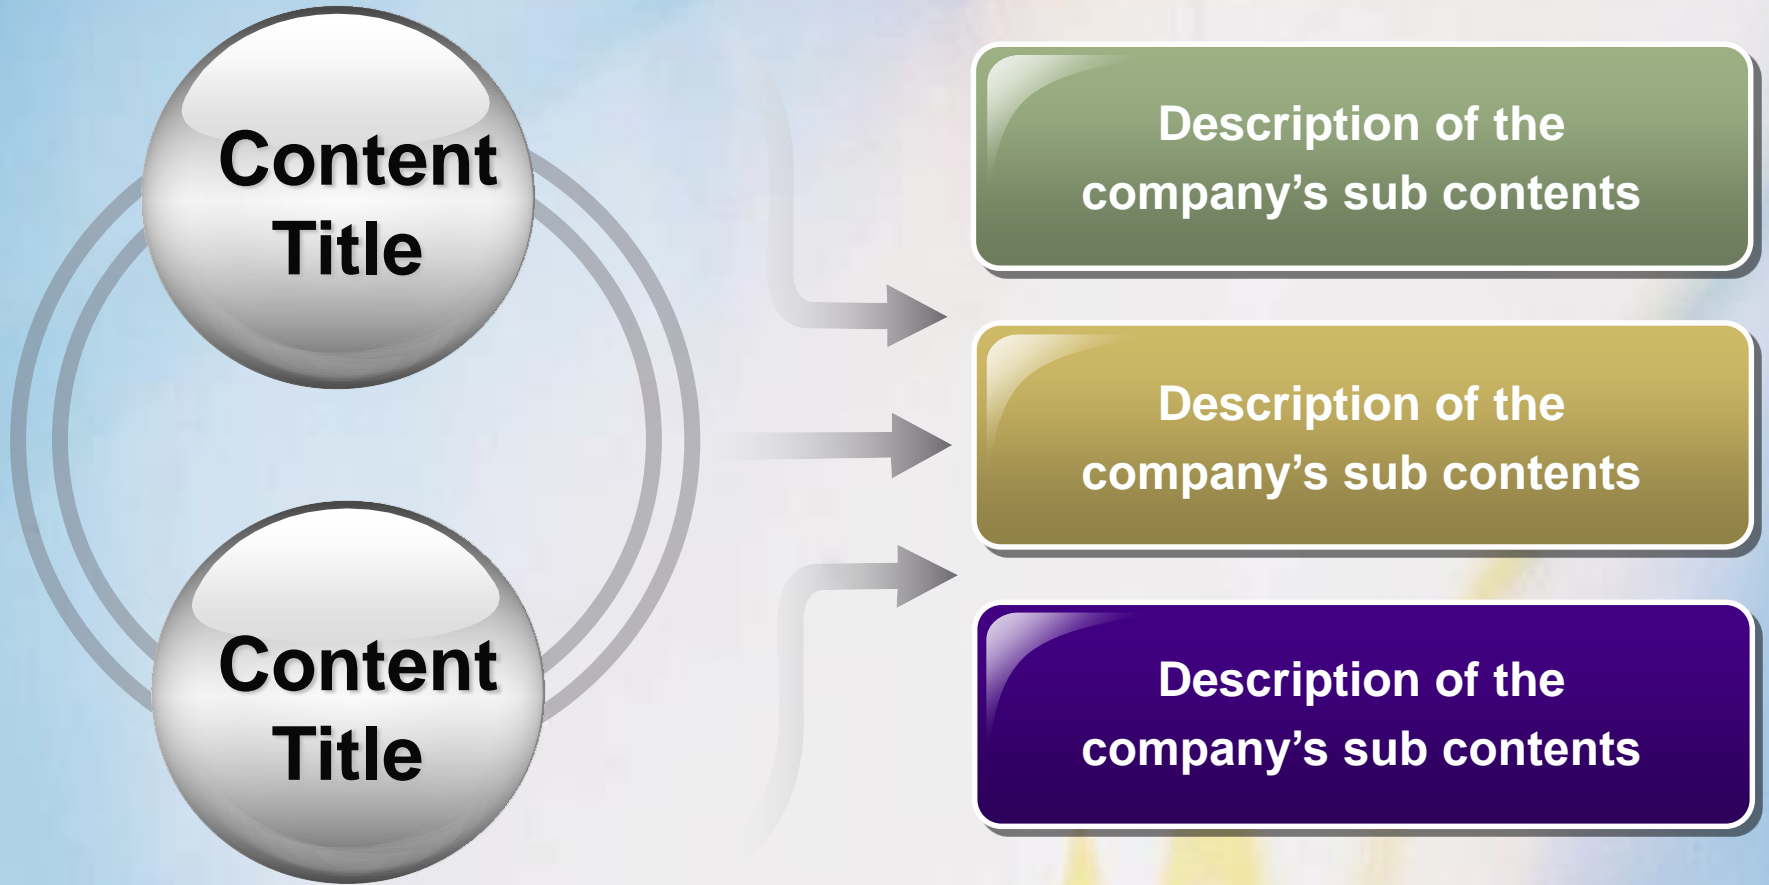 Content
Title
Content
Title
Description of the
company’s sub contents
Description of the
company’s sub contents
Description of the
company’s sub contents